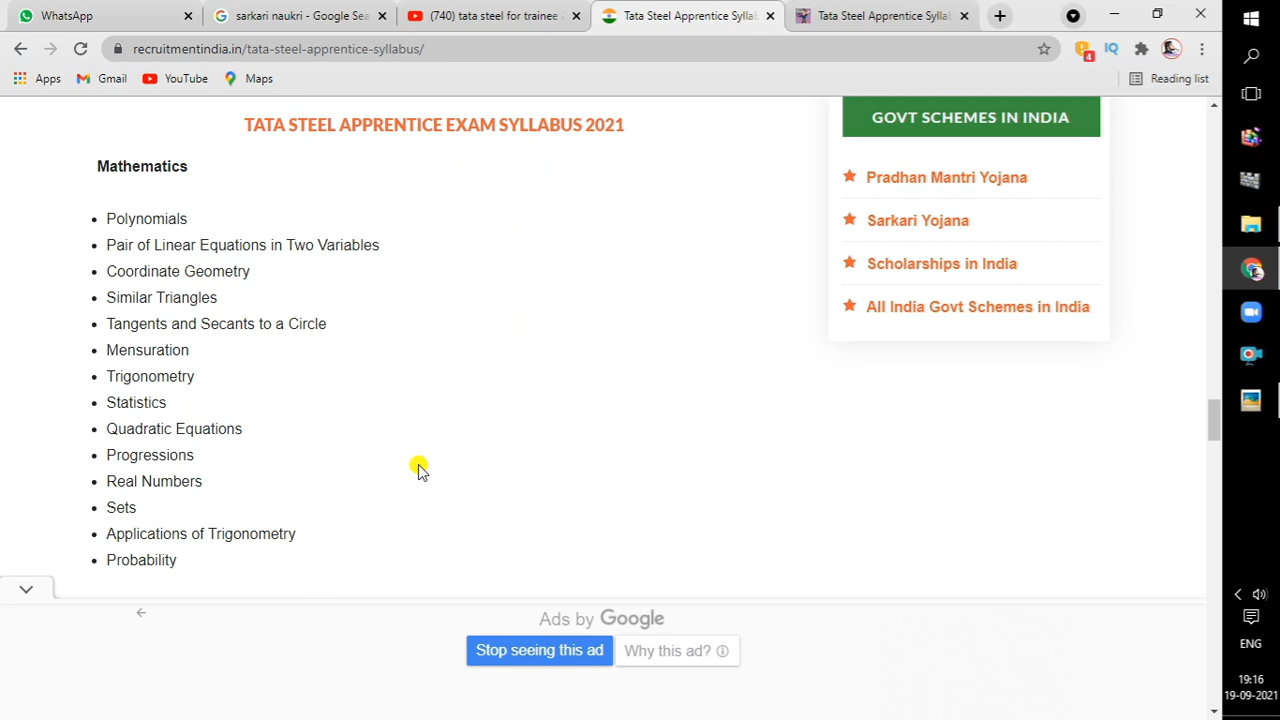 WhatsApp
sarkari naukri - Google Sea
(740) tata steel for trainee 2
Tata Steel Apprentice Syllab
Tata Steel Apprentice Syllab
recruitmentindia.in/tata-steel-apprentice-syllabus/
4
IQ
Apps
Gmail
YouTube
Maps
Reading list
TATA STEEL APPRENTICE EXAM SYLLABUS 2021
Mathematics
Polynomials
Pair of Linear Equations in Two Variables
Coordinate Geometry
Similar Triangles
Tangents and Secants to a Circle
Mensuration
Trigonometry
Statistics
Quadratic Equations
Progressions
Real Numbers
Sets
Applications of Trigonometry
Probability
GOVT SCHEMES IN INDIA
Pradhan Mantri Yojana
Sarkari Yojana
Scholarships in India
All India Govt Schemes in India
Ads by Google
Stop seeing this ad
Why this ad?
ENG
19:16
19-09-2021